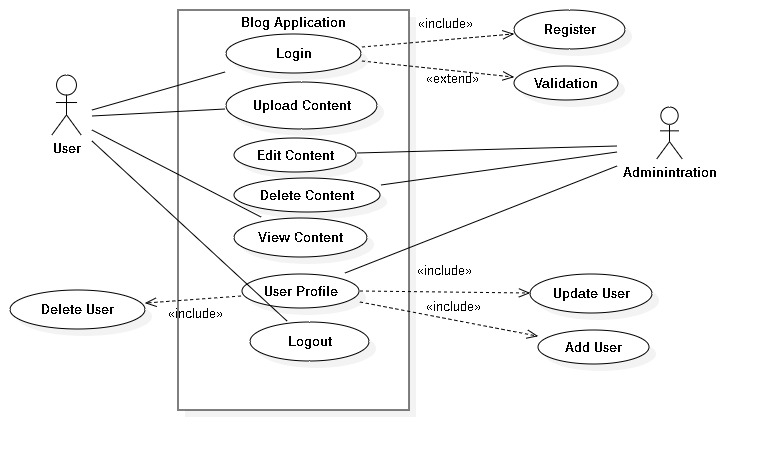 Blog Application
«include»
Register
Login
«extend»
Validation
Upload Content
User
Edit Content
Adminintration
Delete Content
View Content
«include»
User Profile
Update User
Delete User
«include»
«include»
Logout
Add User